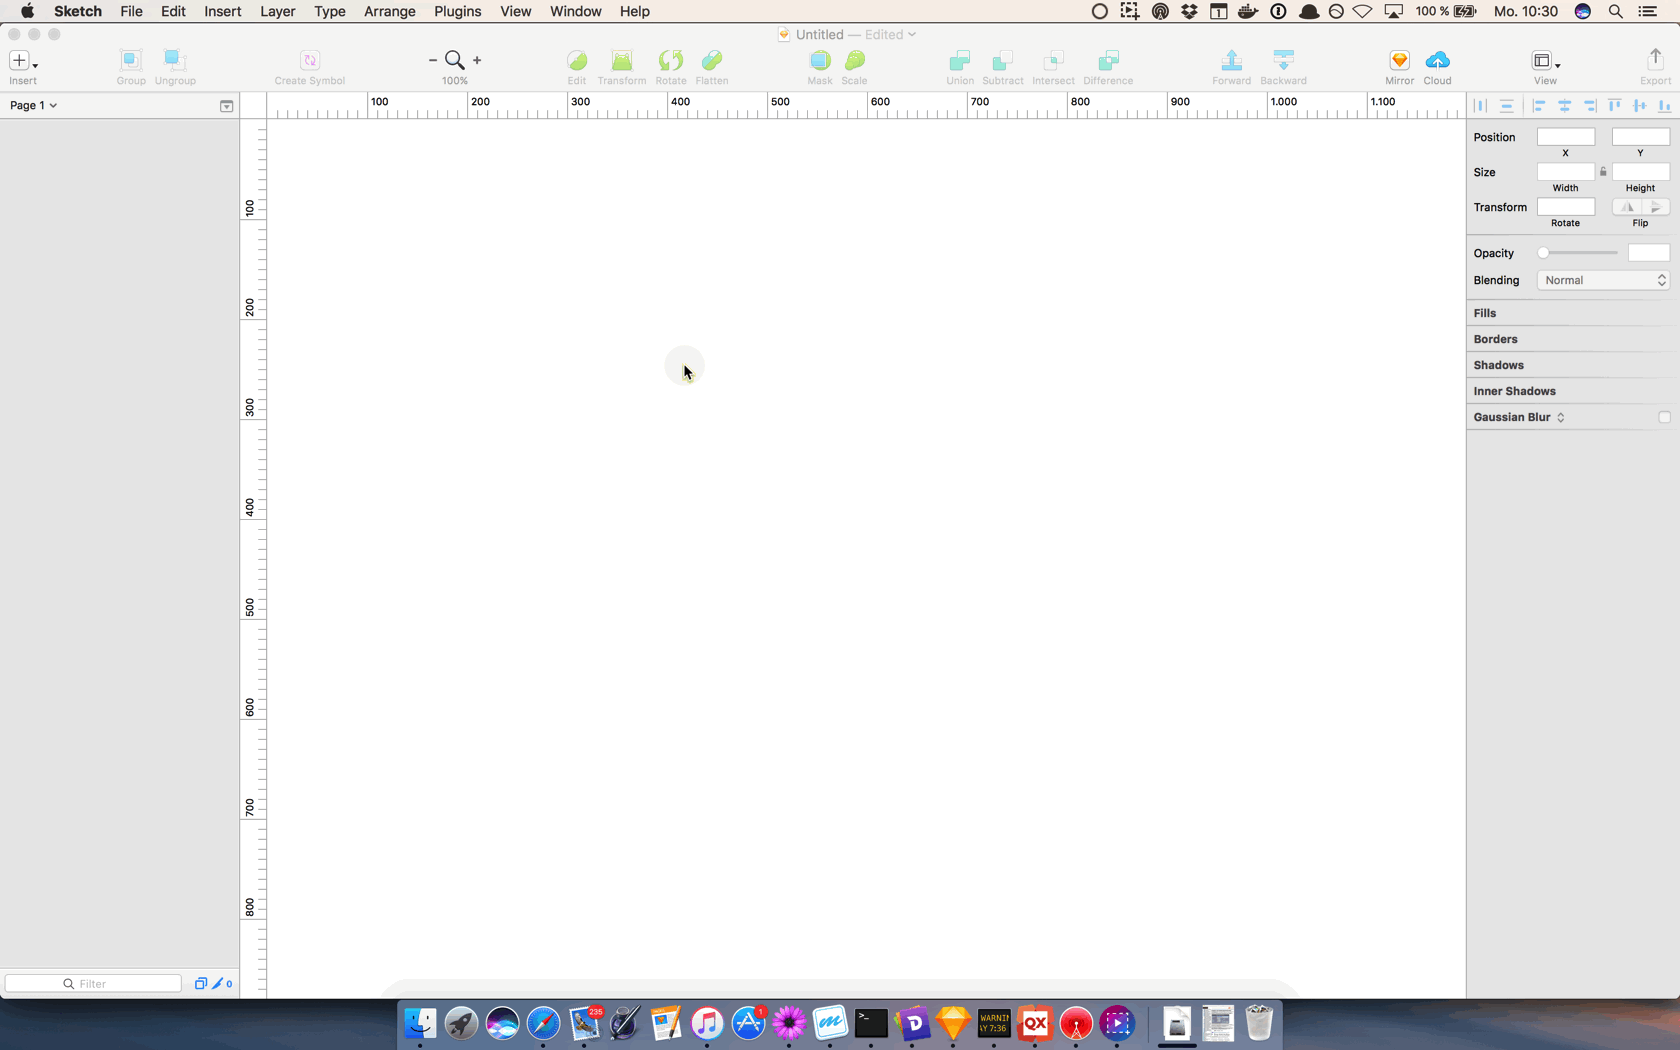 Sketch File Edit Insert Layer Type Arrange Plugins View Window Help 1 100 % Mo. 10:30
Untitled — Edited
Insert Group Ungroup Create Symbol 100% Edit Transform Rotate Flatten Mask Scale Union Subtract Intersect Difference Forward Backward Mirror Cloud View Export
Page 1
100 200 300 400 500 600 700 800 900 1.000 1.100
100
200
300
400
500
600
700
800
Position
X Y
Size
Width Height
Transform
Rotate Flip
Opacity
Blending Normal
Fills
Borders
Shadows
Inner Shadows
Gaussian Blur
Filter 0
235 1 >_ D WARNIN QX
AY 7:36